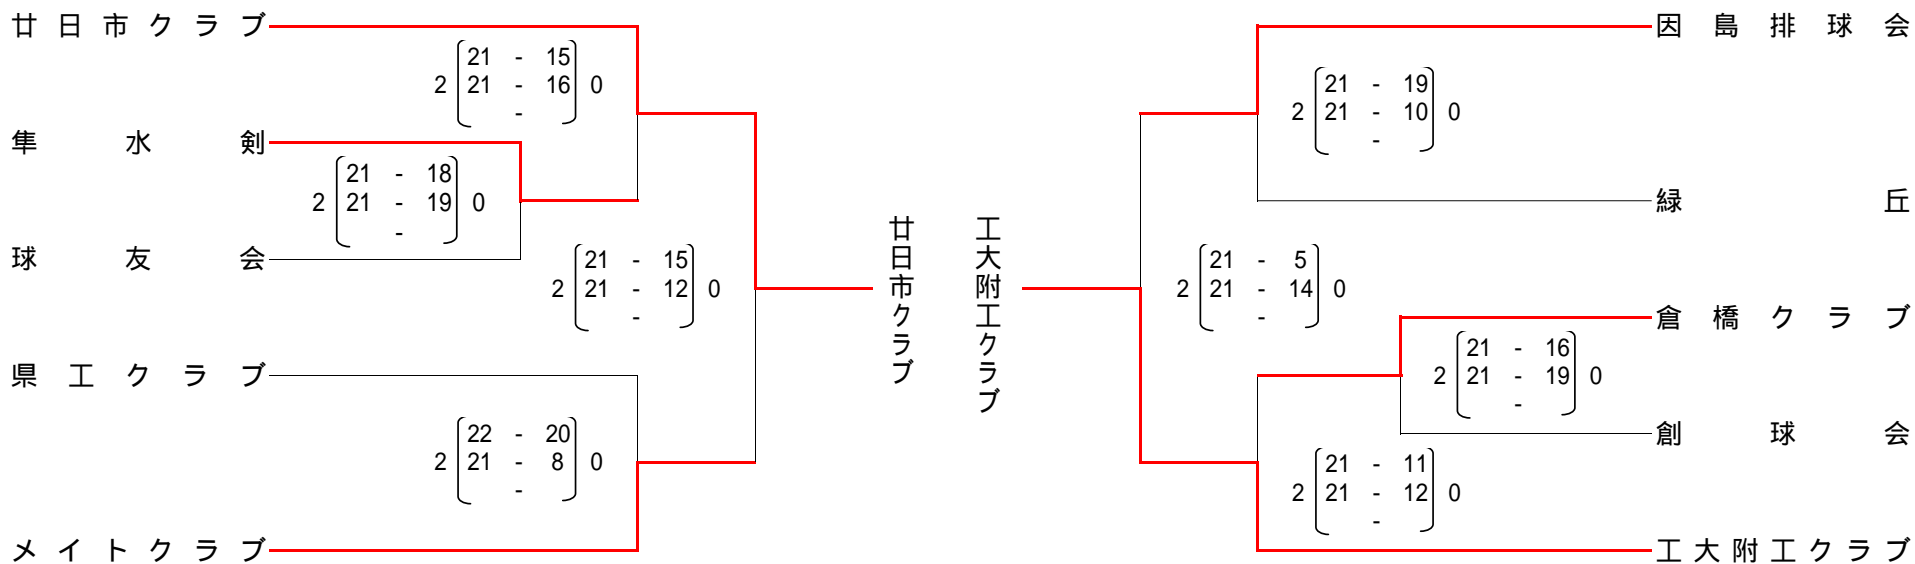 廿日市クラブ
21 - 15
2 21 - 16 0
-
隼水剣
21 - 18
2 21 - 19 0
-
球友会
21 - 15
2 21 - 12 0
-
県工クラブ
22 - 20
2 21 - 8 0
-
メイトクラブ
廿日市クラブ
工大附工クラブ
因島排球会
21 - 19
2 21 - 10 0
-
緑丘
21 - 5
2 21 - 14 0
-
倉橋クラブ
21 - 16
2 21 - 19 0
-
創球会
21 - 11
2 21 - 12 0
-
工大附工クラブ